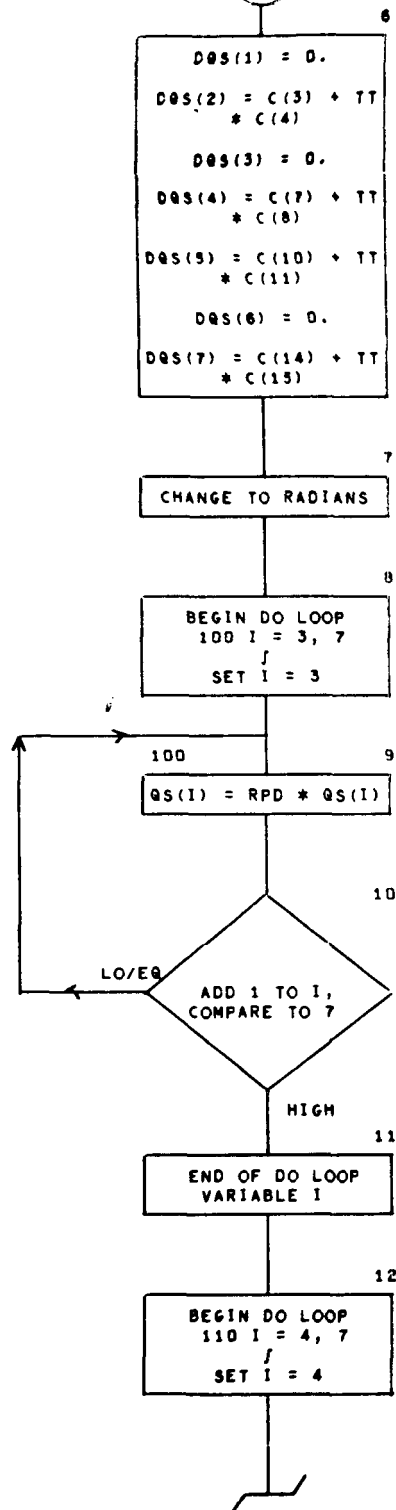 6
DQS(1) = 0.
DQS(2) = C(3) + TT
* C(4)
DQS(3) = 0.
DQS(4) = C(7) + TT
* C(8)
DQS(5) = C(10) + TT
* C(11)
DQS(6) = 0.
DQS(7) = C(14) + TT
* C(15)
7
CHANGE TO RADIANS
8
BEGIN DO LOOP
100 I = 3, 7
∫
SET I = 3
100 9
QS(I) = RPD * QS(I)
10
LO/EQ
ADD 1 TO I,
COMPARE TO 7
HIGH
11
END OF DO LOOP
VARIABLE I
12
BEGIN DO LOOP
110 I = 4, 7
∫
SET I = 4